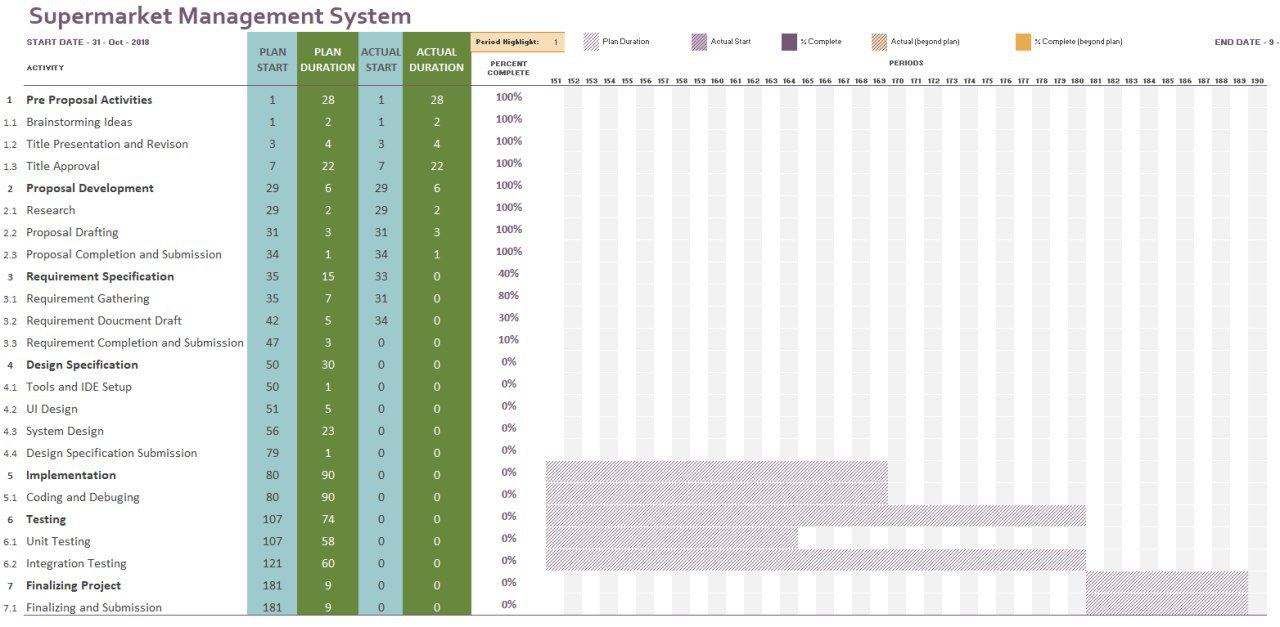 Supermarket Management System
START DATE - 31 - Oct - 2018 PLAN START PLAN DURATION ACTUAL START ACTUAL DURATION Period Highlight: 1 Plan Duration Actual Start % Complete Actual (beyond plan) % Complete (beyond plan) END DATE - 9 -
ACTIVITY PERCENT COMPLETE PERIODS
151 152 153 154 155 156 157 158 159 160 161 162 163 164 165 166 167 168 169 170 171 172 173 174 175 176 177 178 179 180 181 182 183 184 185 186 187 188 189 190
1 Pre Proposal Activities 1 28 1 28 100%
1.1 Brainstorming Ideas 1 2 1 2 100%
1.2 Title Presentation and Revison 3 4 3 4 100%
1.3 Title Approval 7 22 7 22 100%
2 Proposal Development 29 6 29 6 100%
2.1 Research 29 2 29 2 100%
2.2 Proposal Drafting 31 3 31 3 100%
2.3 Proposal Completion and Submission 34 1 34 1 100%
3 Requirement Specification 35 15 33 0 40%
3.1 Requirement Gathering 35 7 31 0 80%
3.2 Requirement Doucment Draft 42 5 34 0 30%
3.3 Requirement Completion and Submission 47 3 0 0 10%
4 Design Specification 50 30 0 0 0%
4.1 Tools and IDE Setup 50 1 0 0 0%
4.2 UI Design 51 5 0 0 0%
4.3 System Design 56 23 0 0 0%
4.4 Design Specification Submission 79 1 0 0 0%
5 Implementation 80 90 0 0 0%
5.1 Coding and Debuging 80 90 0 0 0%
6 Testing 107 74 0 0 0%
6.1 Unit Testing 107 58 0 0 0%
6.2 Integration Testing 121 60 0 0 0%
7 Finalizing Project 181 9 0 0 0%
7.1 Finalizing and Submission 181 9 0 0 0%